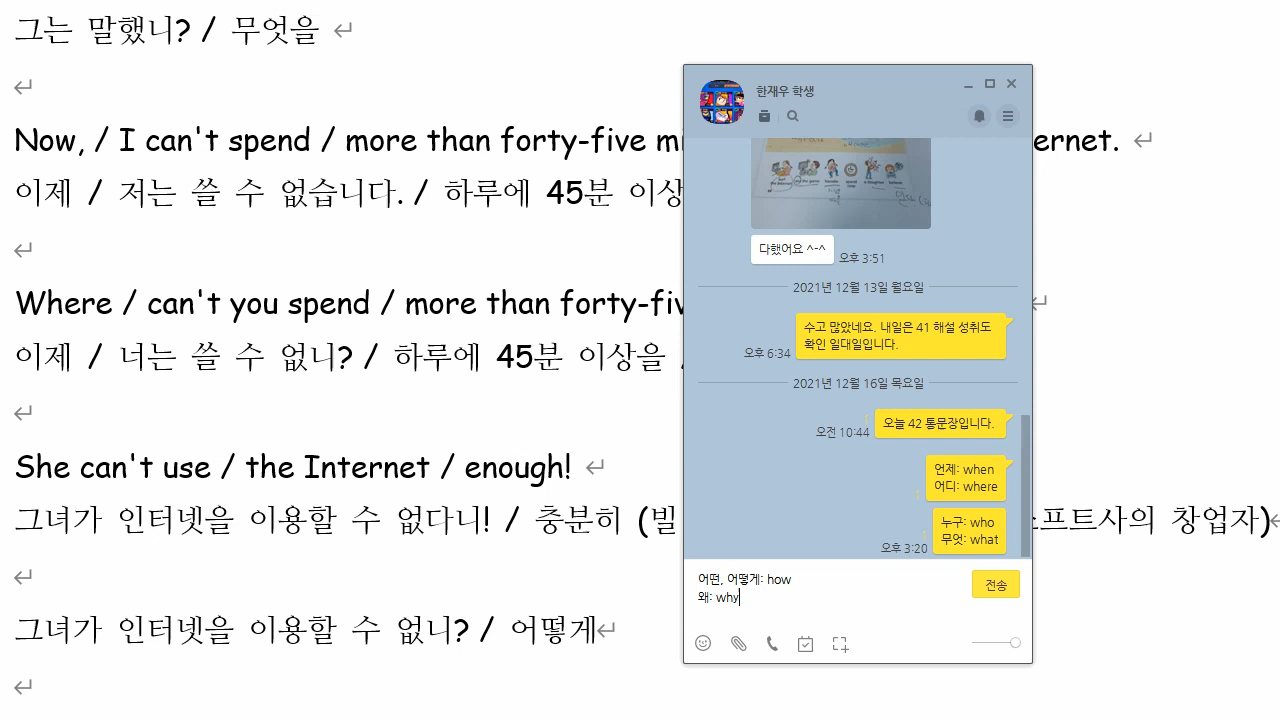 그는 말했니? / 무엇을
Now, / I can't spend / more than forty-five
ernet.
이제 / 저는 쓸 수 없습니다. / 하루에 45분 이상
Where / can't you spend / more than
이제 / 너는 쓸 수 없니? / 하루에 45분 이상을
She can't use / the Internet / enough!
그녀가 인터넷을 이용할 수 없다니! / 충분히 (빌
프트사의 창업자)
그녀가 인터넷을 이용할 수 없니? / 어떻게
한재우 학생
다했어요 ^-^
오후 3:51
2021년 12월 13일 월요일
수고 많았네요. 내일은 41 해설 성취도
확인 일대일입니다.
오후 6:34
2021년 12월 16일 목요일
오늘 42 통문장입니다.
오전 10:44
언제: when
어디: where
누구: who
무엇: what
오후 3:20
어떤, 어떻게: how
왜: why
전송